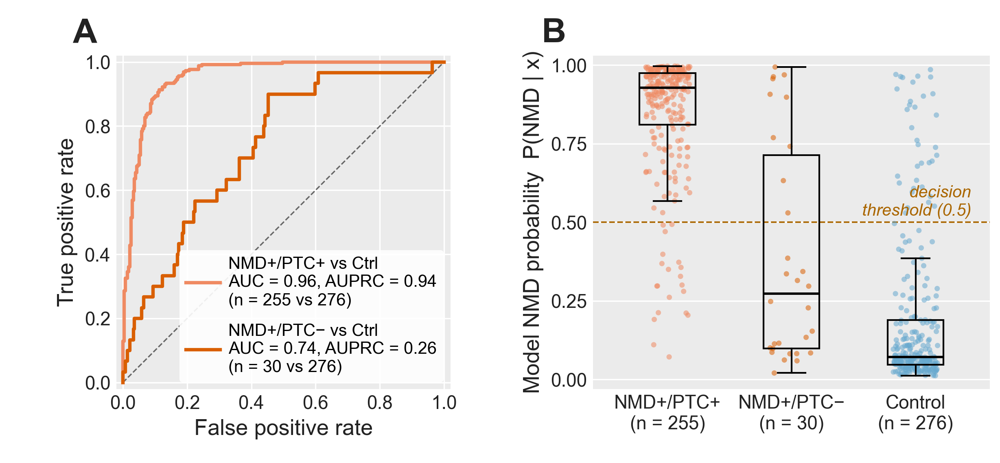 A
1.0
0.8
0.6
0.4
0.2
0.0
0.0 0.2 0.4 0.6 0.8 1.0
True positive rate
False positive rate
NMD+/PTC+ vs Ctrl
AUC = 0.96, AUPRC = 0.94
(n = 255 vs 276)
NMD+/PTC− vs Ctrl
AUC = 0.74, AUPRC = 0.26
(n = 30 vs 276)
B
Model NMD probability P(NMD | x)
1.00
0.75
0.50
0.25
0.00
decision
threshold (0.5)
NMD+/PTC+
(n = 255)
NMD+/PTC−
(n = 30)
Control
(n = 276)